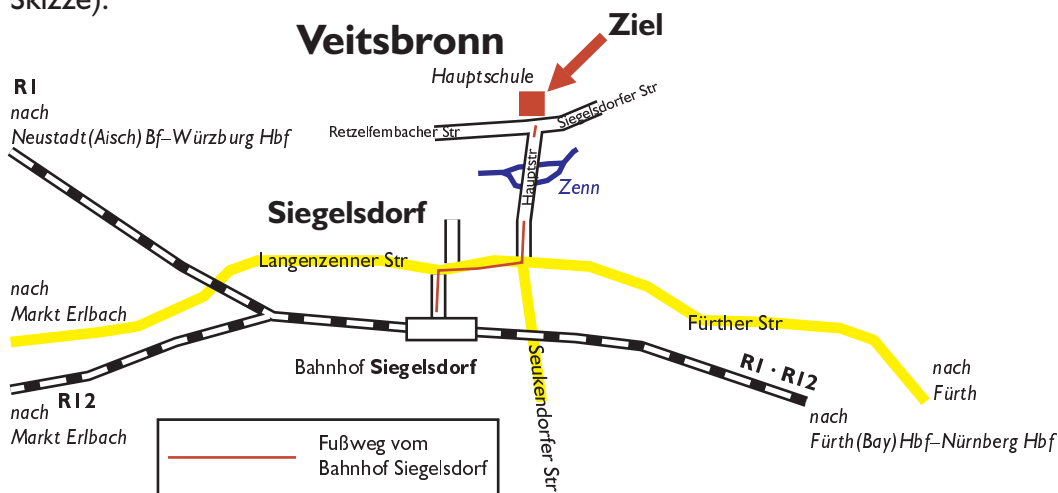 Skizze).
Veitsbronn
Ziel
Hauptschule
R1
nach
Neustadt(Aisch)Bf–Würzburg Hbf
Retzelfembacher Str
Siegelsdorfer Str
Hauptstr
Zenn
Siegelsdorf
Langenzenner Str
nach
Markt Erlbach
Fürther Str
Bahnhof Siegelsdorf
Seukendorfer Str
R1 · R12
nach
Fürth
R12
nach
Markt Erlbach
nach
Fürth(Bay)Hbf–Nürnberg Hbf
Fußweg vom
Bahnhof Siegelsdorf